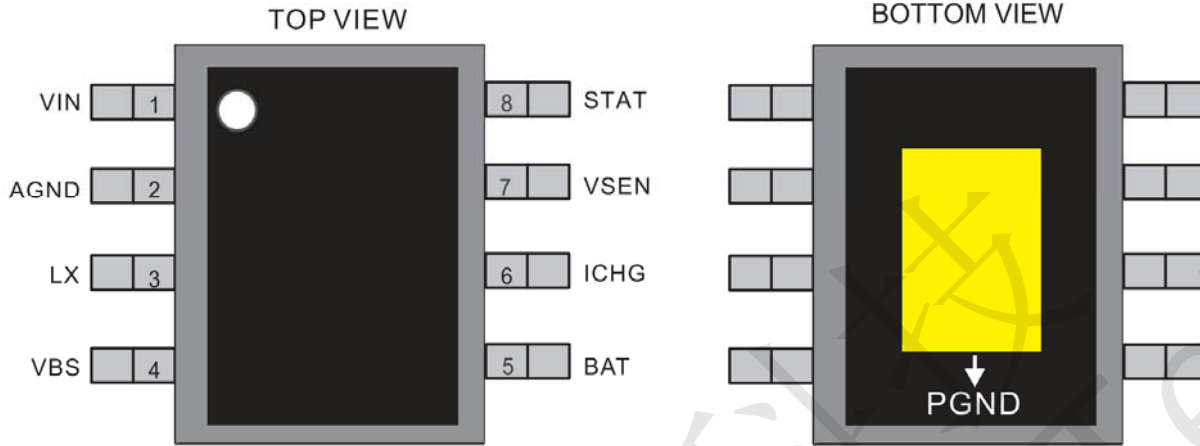 TOP VIEW
BOTTOM VIEW
VIN 1
8 STAT
AGND 2
7 VSEN
LX 3
6 ICHG
VBS 4
5 BAT
PGND